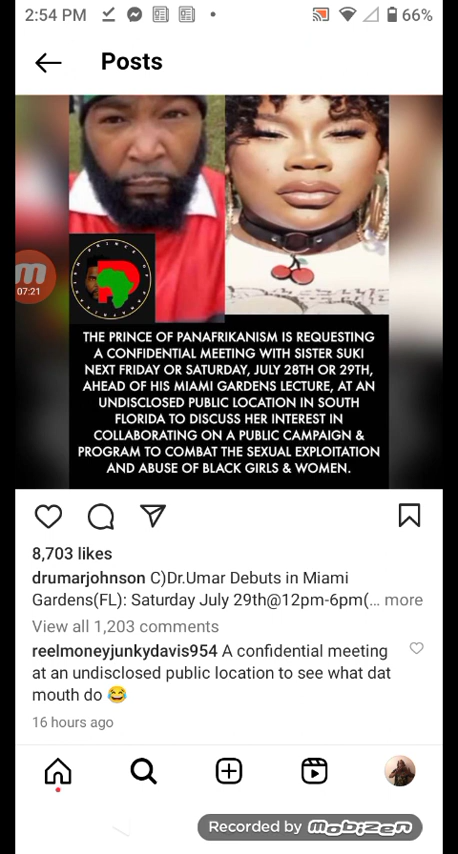 2:54 PM
66%
Posts
07:21
THE PRINCE OF PANAFRIKANISM IS REQUESTING
A CONFIDENTIAL MEETING WITH SISTER SUKI
NEXT FRIDAY OR SATURDAY, JULY 28TH OR 29TH,
AHEAD OF HIS MIAMI GARDENS LECTURE, AT AN
UNDISCLOSED PUBLIC LOCATION IN SOUTH
FLORIDA TO DISCUSS HER INTEREST IN
COLLABORATING ON A PUBLIC CAMPAIGN &
PROGRAM TO COMBAT THE SEXUAL EXPLOITATION
AND ABUSE OF BLACK GIRLS & WOMEN.
8,703 likes
drumarjohnson C)Dr.Umar Debuts in Miami
Gardens(FL): Saturday July 29th@12pm-6pm(... more
View all 1,203 comments
reelmoneyjunkydavis954 A confidential meeting
at an undisclosed public location to see what dat
mouth do 😂
16 hours ago
Recorded by mobizen